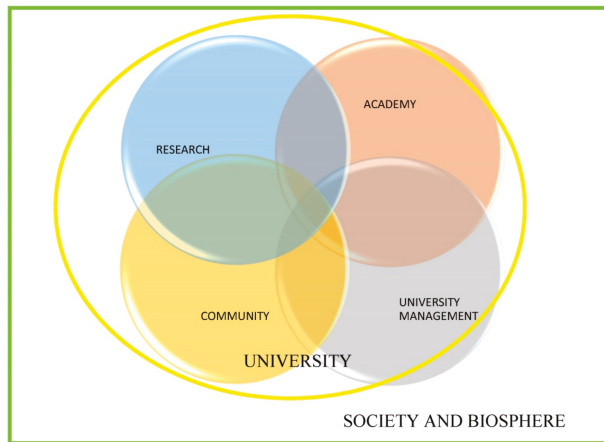 ACADEMY
RESEARCH
COMMUNITY
UNIVERSITY
MANAGEMENT
UNIVERSITY
SOCIETY AND BIOSPHERE